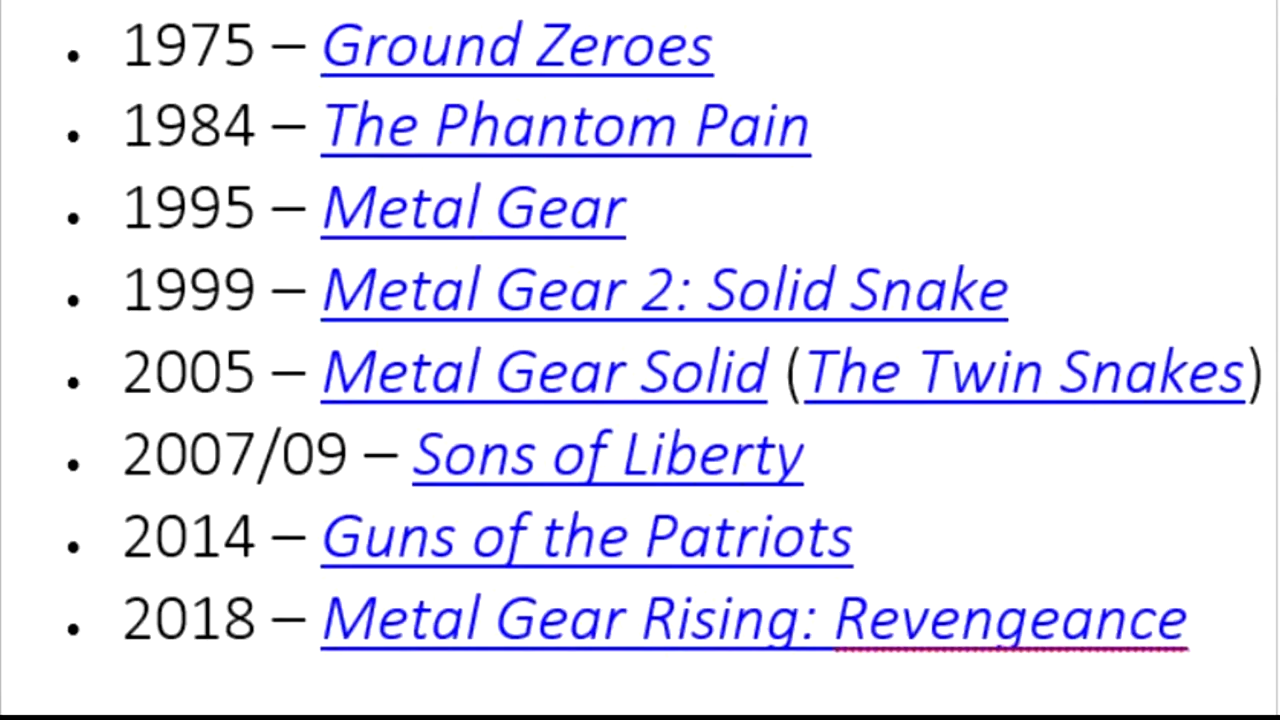 • 1975 – Ground Zeroes
• 1984 – The Phantom Pain
• 1995 – Metal Gear
• 1999 – Metal Gear 2: Solid Snake
• 2005 – Metal Gear Solid (The Twin Snakes)
• 2007/09 – Sons of Liberty
• 2014 – Guns of the Patriots
• 2018 – Metal Gear Rising: Revengeance